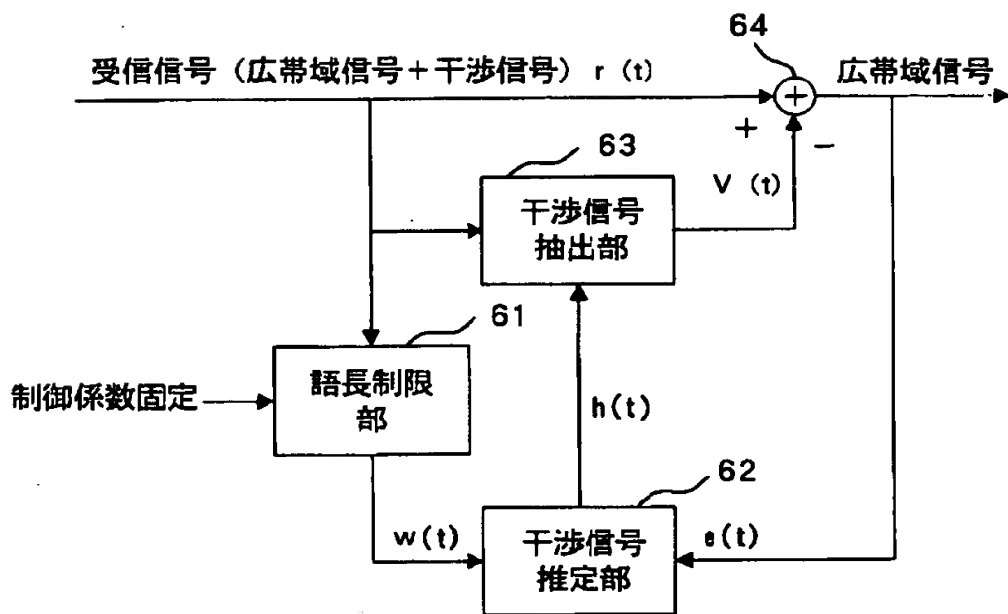 64
受信信号（広帯域信号＋干渉信号） r (t)
広帯域信号
+
+
−
63
V (t)
干渉信号
抽出部
61
制御係数固定
語長制限
部
h(t)
62
w(t)
干渉信号
推定部
e(t)